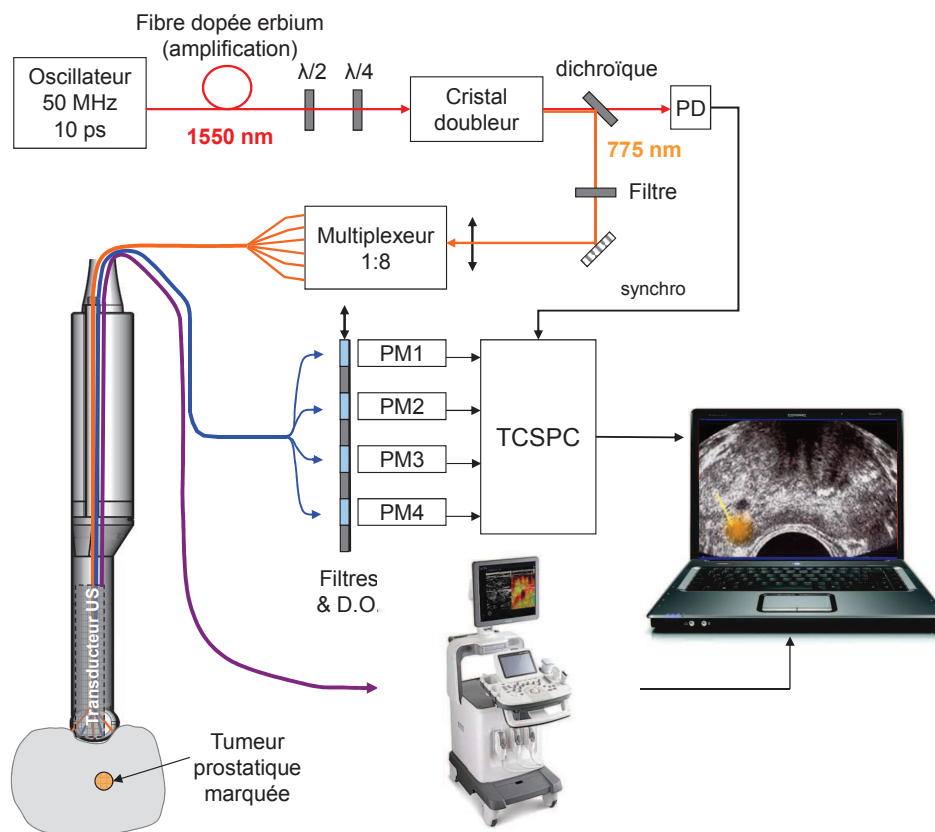 Fibre dopée erbium
(amplification)
Oscillateur
50 MHz
10 ps
1550 nm
λ/2
λ/4
Cristal
doubleur
dichroïque
PD
775 nm
Filtre
Multiplexeur
1:8
synchro
PM1
PM2
PM3
PM4
TCSPC
Filtres
& D.O.
Transducteur US
Tumeur
prostatique
marquée